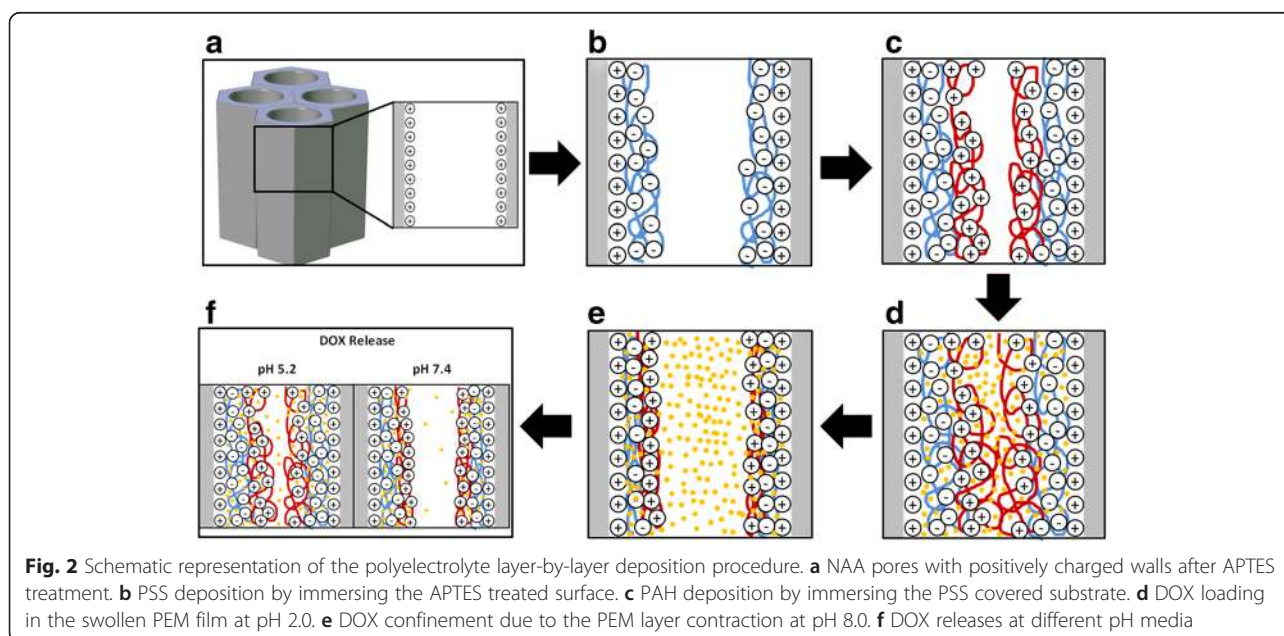 a
b
c
f
e
d
DOX Release
pH 5.2 pH 7.4
Fig. 2 Schematic representation of the polyelectrolyte layer-by-layer deposition procedure. a NAA pores with positively charged walls after APTES
treatment. b PSS deposition by immersing the APTES treated surface. c PAH deposition by immersing the PSS covered substrate. d DOX loading
in the swollen PEM film at pH 2.0. e DOX confinement due to the PEM layer contraction at pH 8.0. f DOX releases at different pH media